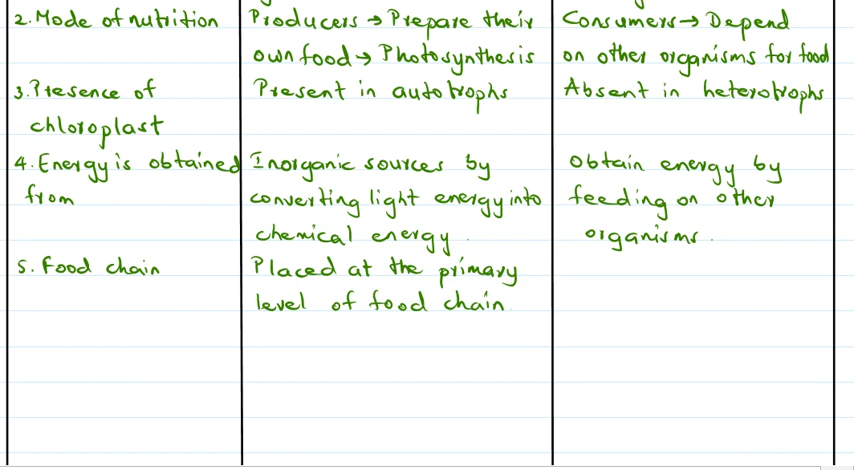 2. Mode of nutrition
Producers → Prepare their
own food → Photosynthesis
Consumers → Depend
on other organisms for food
3. Presence of
chloroplast
Present in autotrophs
Absent in heterotrophs
4. Energy is obtained
from
Inorganic sources by
converting light energy into
chemical energy.
Obtain energy by
feeding on other
organisms.
5. Food chain
Placed at the primary
level of food chain